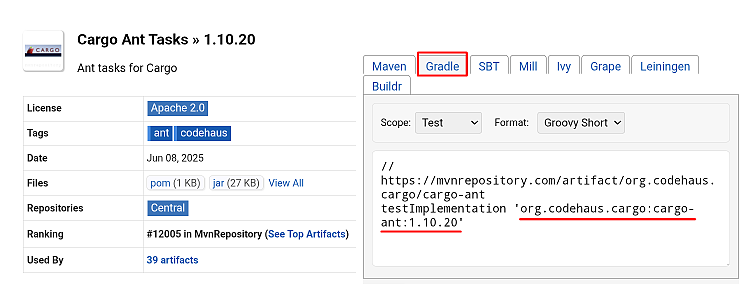 Cargo Ant Tasks » 1.10.20
CARGO
Ant tasks for Cargo
License Apache 2.0
Tags ant codehaus
Date Jun 08, 2025
Files pom (1 KB) jar (27 KB) View All
Repositories Central
Ranking #12005 in MvnRepository (See Top Artifacts)
Used By 39 artifacts
Maven Gradle SBT Mill Ivy Grape Leiningen
Buildr
Scope: Test Format: Groovy Short
//
https://mvnrepository.com/artifact/org.codehaus.
cargo/cargo-ant
testImplementation 'org.codehaus.cargo:cargo-
ant:1.10.20'